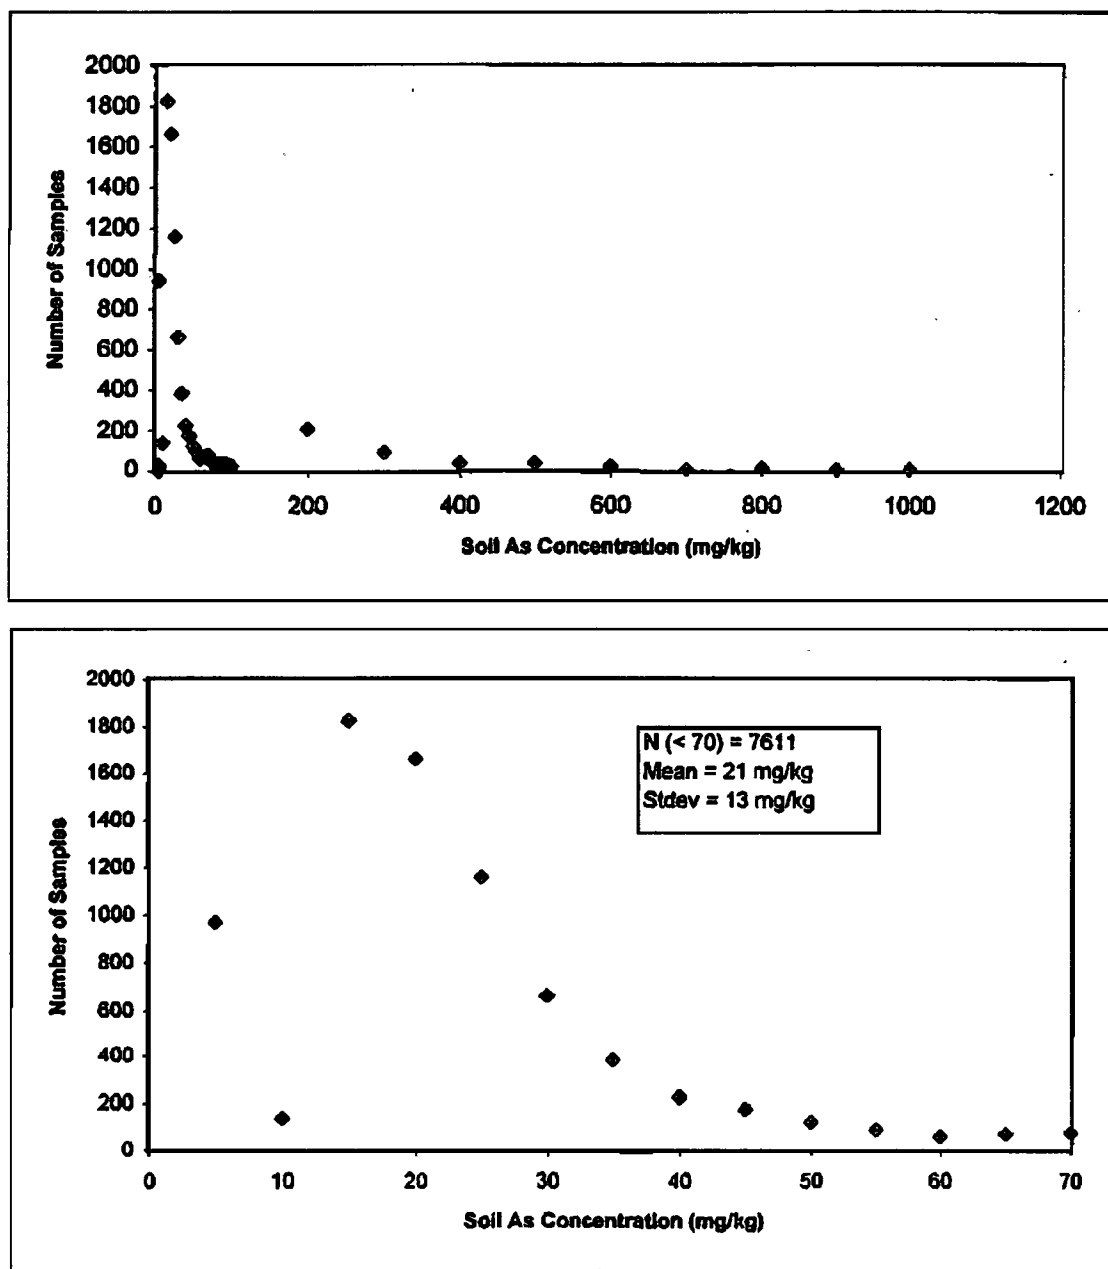 2000
1800
1600
1400
1200
1000
800
600
400
200
0
Number of Samples
0 200 400 600 800 1000 1200
Soil As Concentration (mg/kg)
2000
1800
1600
1400
1200
1000
800
600
400
200
0
Number of Samples
N (< 70) = 7611
Mean = 21 mg/kg
Stdev = 13 mg/kg
0 10 20 30 40 50 60 70
Soil As Concentration (mg/kg)